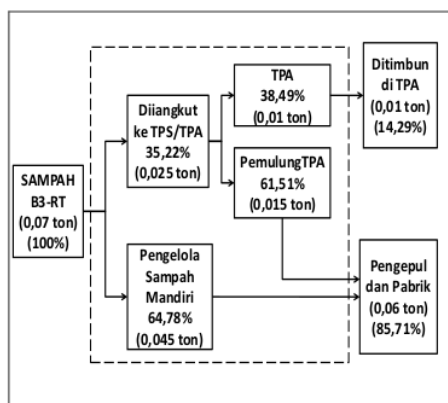 SAMPAH
B3-RT
(0,07 ton)
(100%)
Diiangkut
ke TPS/TPA
35,22%
(0,025 ton)
Pengelola
Sampah
Mandiri
64,78%
(0,045 ton)
TPA
38,49%
(0,01 ton)
PemulungTPA
61,51%
(0,015 ton)
Ditimbun
di TPA
(0,01 ton)
(14,29%)
Pengepul
dan Pabrik
(0,06 ton)
(85,71%)